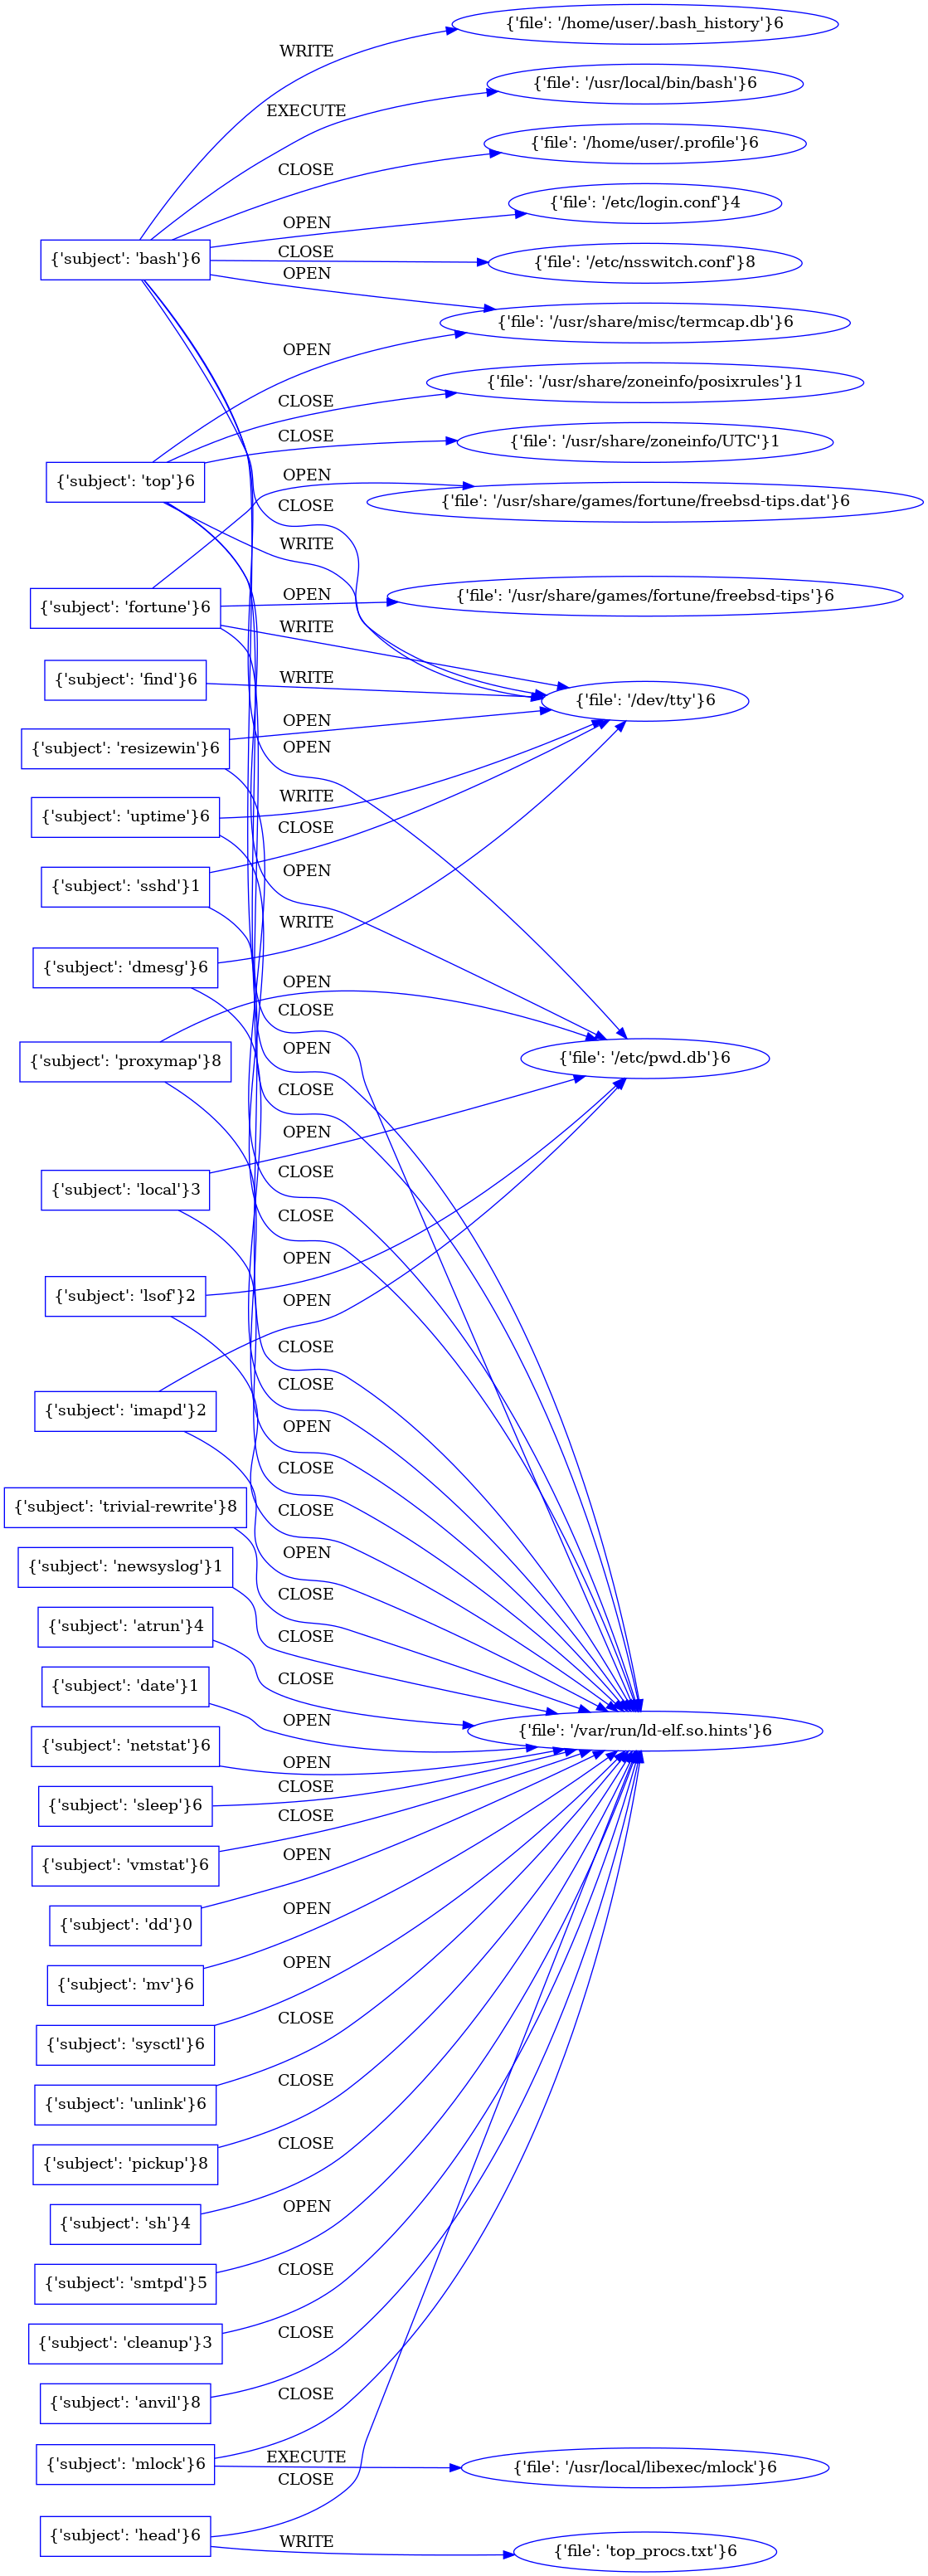 {'file': '/home/user/.bash_history'}6
WRITE
{'file': '/usr/local/bin/bash'}6
EXECUTE
{'file': '/home/user/.profile'}6
CLOSE
{'file': '/etc/login.conf'}4
OPEN
{'subject': 'bash'}6
CLOSE
{'file': '/etc/nsswitch.conf'}8
OPEN
{'file': '/usr/share/misc/termcap.db'}6
OPEN
{'file': '/usr/share/zoneinfo/posixrules'}1
CLOSE
CLOSE
{'file': '/usr/share/zoneinfo/UTC'}1
{'subject': 'top'}6
OPEN
{'file': '/usr/share/games/fortune/freebsd-tips.dat'}6
CLOSE
WRITE
OPEN
{'file': '/usr/share/games/fortune/freebsd-tips'}6
{'subject': 'fortune'}6
WRITE
{'subject': 'find'}6
WRITE
{'file': '/dev/tty'}6
OPEN
{'subject': 'resizewin'}6
OPEN
WRITE
{'subject': 'uptime'}6
CLOSE
OPEN
{'subject': 'sshd'}1
WRITE
{'subject': 'dmesg'}6
OPEN
CLOSE
OPEN
{'subject': 'proxymap'}8
{'file': '/etc/pwd.db'}6
CLOSE
OPEN
CLOSE
{'subject': 'local'}3
CLOSE
OPEN
{'subject': 'lsof'}2
OPEN
CLOSE
CLOSE
{'subject': 'imapd'}2
OPEN
CLOSE
{'subject': 'trivial-rewrite'}8
CLOSE
OPEN
{'subject': 'newsyslog'}1
CLOSE
{'subject': 'atrun'}4
CLOSE
CLOSE
{'subject': 'date'}1
OPEN
{'file': '/var/run/ld-elf.so.hints'}6
{'subject': 'netstat'}6
OPEN
CLOSE
{'subject': 'sleep'}6
CLOSE
OPEN
{'subject': 'vmstat'}6
OPEN
{'subject': 'dd'}0
OPEN
{'subject': 'mv'}6
CLOSE
{'subject': 'sysctl'}6
CLOSE
{'subject': 'unlink'}6
CLOSE
{'subject': 'pickup'}8
OPEN
{'subject': 'sh'}4
CLOSE
{'subject': 'smtpd'}5
CLOSE
{'subject': 'cleanup'}3
CLOSE
{'subject': 'anvil'}8
EXECUTE
{'subject': 'mlock'}6
{'file': '/usr/local/libexec/mlock'}6
CLOSE
{'subject': 'head'}6
WRITE
{'file': 'top_procs.txt'}6